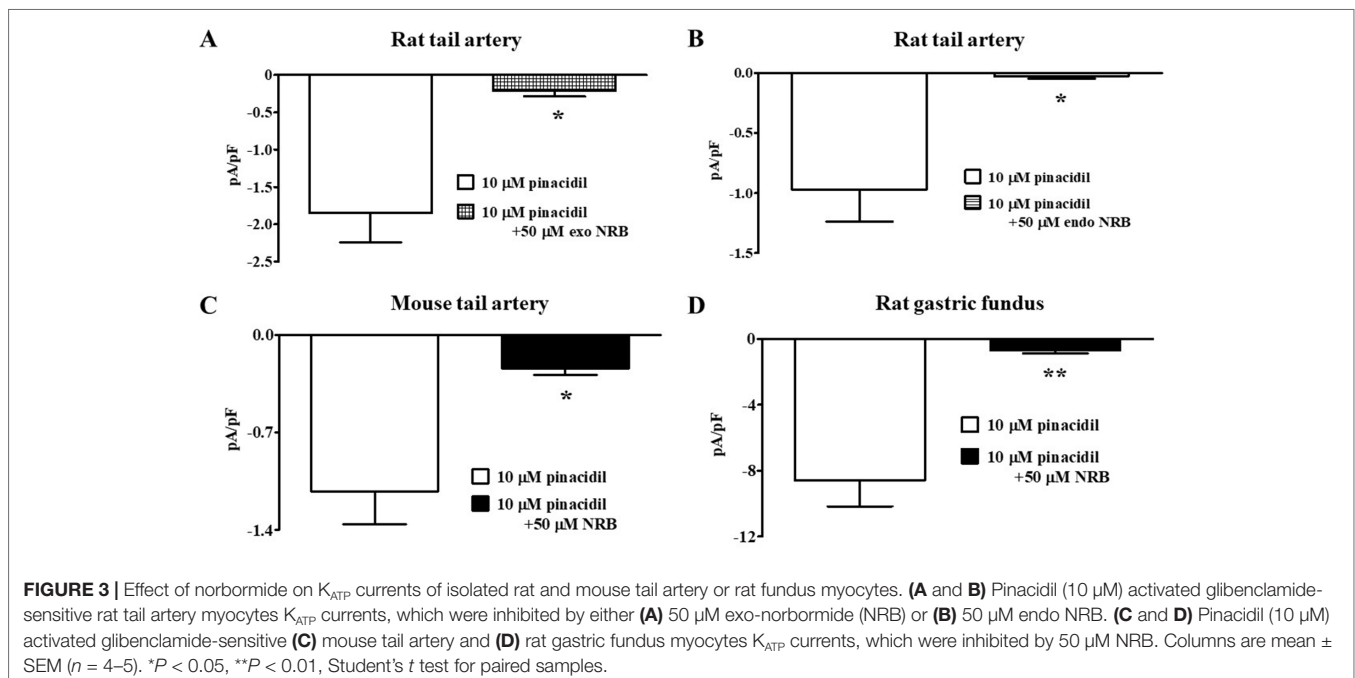 A
Rat tail artery
0
-0.5
-1.0
-1.5
-2.0
-2.5
pA/pF
*
10 µM pinacidil
10 µM pinacidil
+50 µM exo NRB
B
Rat tail artery
0.0
-0.5
-1.0
-1.5
pA/pF
*
10 µM pinacidil
10 µM pinacidil
+50 µM endo NRB
C
Mouse tail artery
0.0
-0.7
-1.4
pA/pF
*
10 µM pinacidil
10 µM pinacidil
+50 µM NRB
D
Rat gastric fundus
0
-4
-8
-12
pA/pF
**
10 µM pinacidil
10 µM pinacidil
+50 µM NRB
FIGURE 3 | Effect of norbormide on KATP currents of isolated rat and mouse tail artery or rat fundus myocytes. (A and B) Pinacidil (10 µM) activated glibenclamide-
sensitive rat tail artery myocytes KATP currents, which were inhibited by either (A) 50 µM exo-norbormide (NRB) or (B) 50 µM endo NRB. (C and D) Pinacidil (10 µM)
activated glibenclamide-sensitive (C) mouse tail artery and (D) rat gastric fundus myocytes KATP currents, which were inhibited by 50 µM NRB. Columns are mean ±
SEM (n = 4–5). *P < 0.05, **P < 0.01, Student’s t test for paired samples.